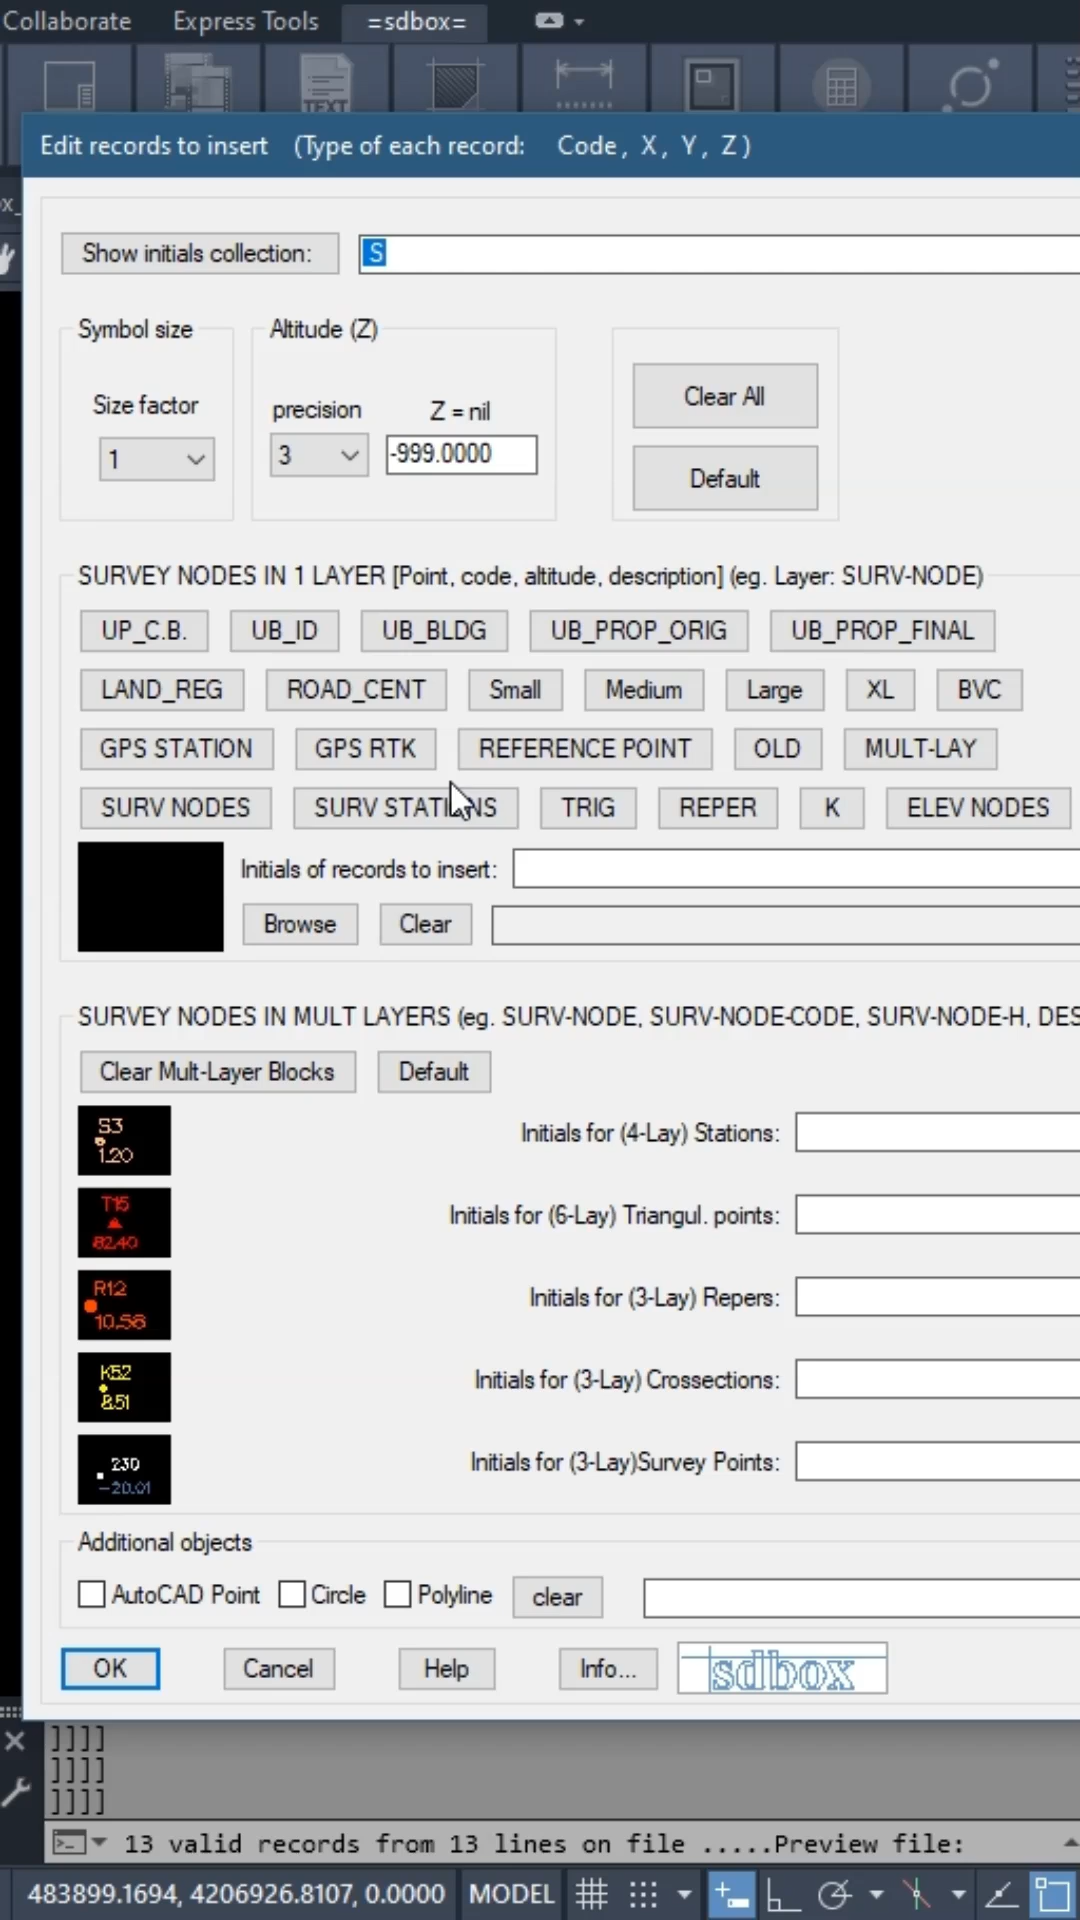 Collaborate Express Tools =sdbox=
TEXT
Edit records to insert (Type of each record: Code, X, Y, Z)
Show initials collection: S
Symbol size Altitude (Z)
Size factor precision Z = nil Clear All
1 3 -999.0000
Default
SURVEY NODES IN 1 LAYER [Point, code, altitude, description] (eg. Layer: SURV-NODE)
UP_C.B. UB_ID UB_BLDG UB_PROP_ORIG UB_PROP_FINAL
LAND_REG ROAD_CENT Small Medium Large XL BVC
GPS STATION GPS RTK REFERENCE POINT OLD MULT-LAY
SURV NODES SURV STATIONS TRIG REPER K ELEV NODES
Initials of records to insert:
Browse Clear
SURVEY NODES IN MULT LAYERS (eg. SURV-NODE, SURV-NODE-CODE, SURV-NODE-H, DES
Clear Mult-Layer Blocks Default
S3
1.20
Initials for (4-Lay) Stations:
T15
82.40
Initials for (6-Lay) Triangul. points:
R12
10.56
Initials for (3-Lay) Repers:
K52
8.51
Initials for (3-Lay) Crossections:
230
-20.01
Initials for (3-Lay)Survey Points:
Additional objects
AutoCAD Point Circle Polyline clear
OK Cancel Help Info... sdbox
]]]]
]]]]
]]]]
13 valid records from 13 lines on file .....Preview file:
483899.1694, 4206926.8107, 0.0000 MODEL